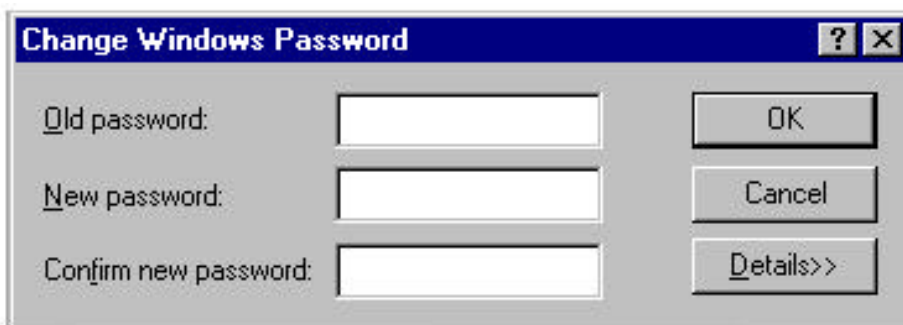 Change Windows Password ? ×
Old password: OK
New password: Cancel
Confirm new password: Details>>